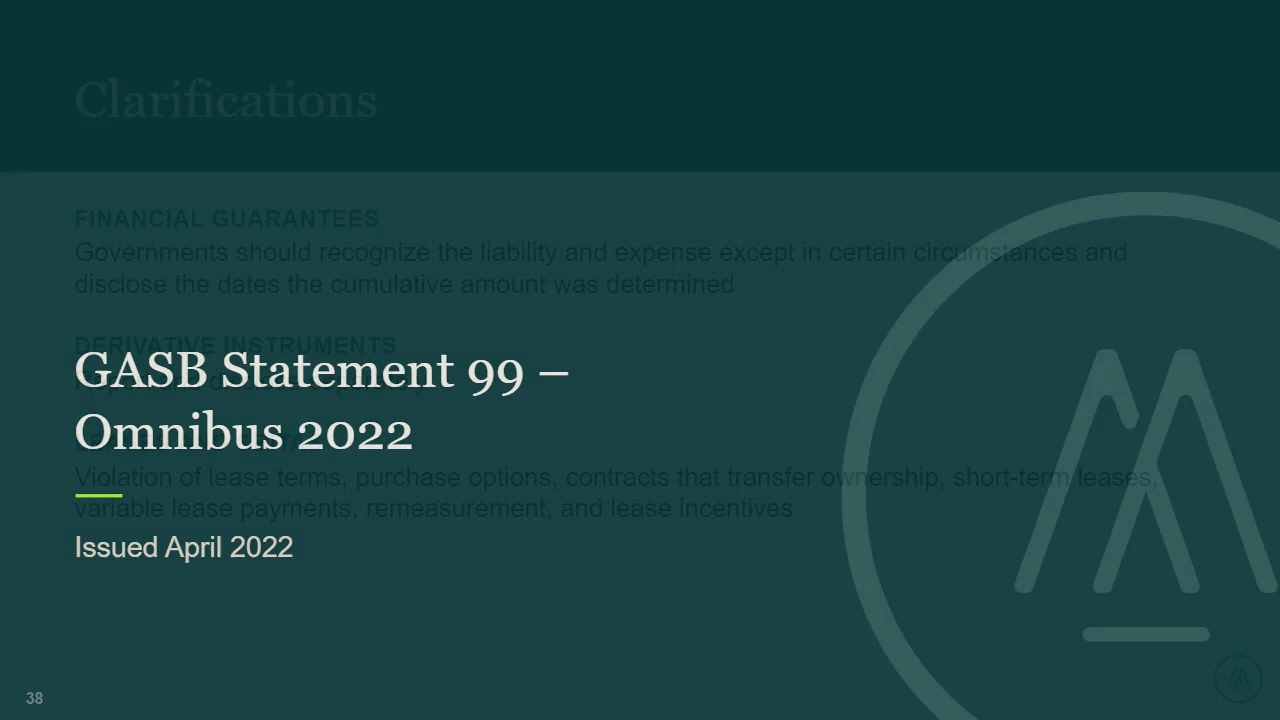 Clarifications
FINANCIAL GUARANTEES
Governments should recognize the liability and expense except in certain circumstances and
disclose the dates the cumulative amount was determined
DERIVATIVE INSTRUMENTS
GASB Statement 99 –
Omnibus 2022
Violation of lease terms, purchase options, contracts that transfer ownership, short-term leases,
variable lease payments, remeasurement, and lease incentives
Issued April 2022
38